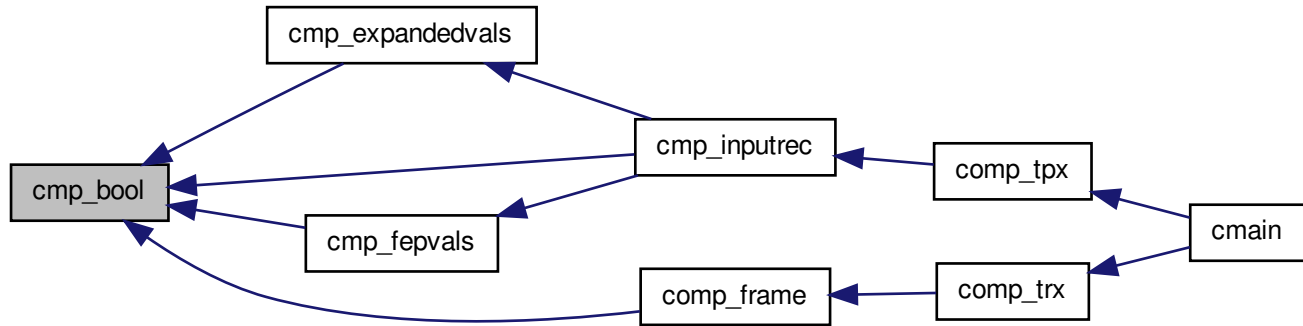 cmp_expandedvals
cmp_inputrec
comp_tpx
cmp_bool
cmain
cmp_fepvals
comp_frame
comp_trx